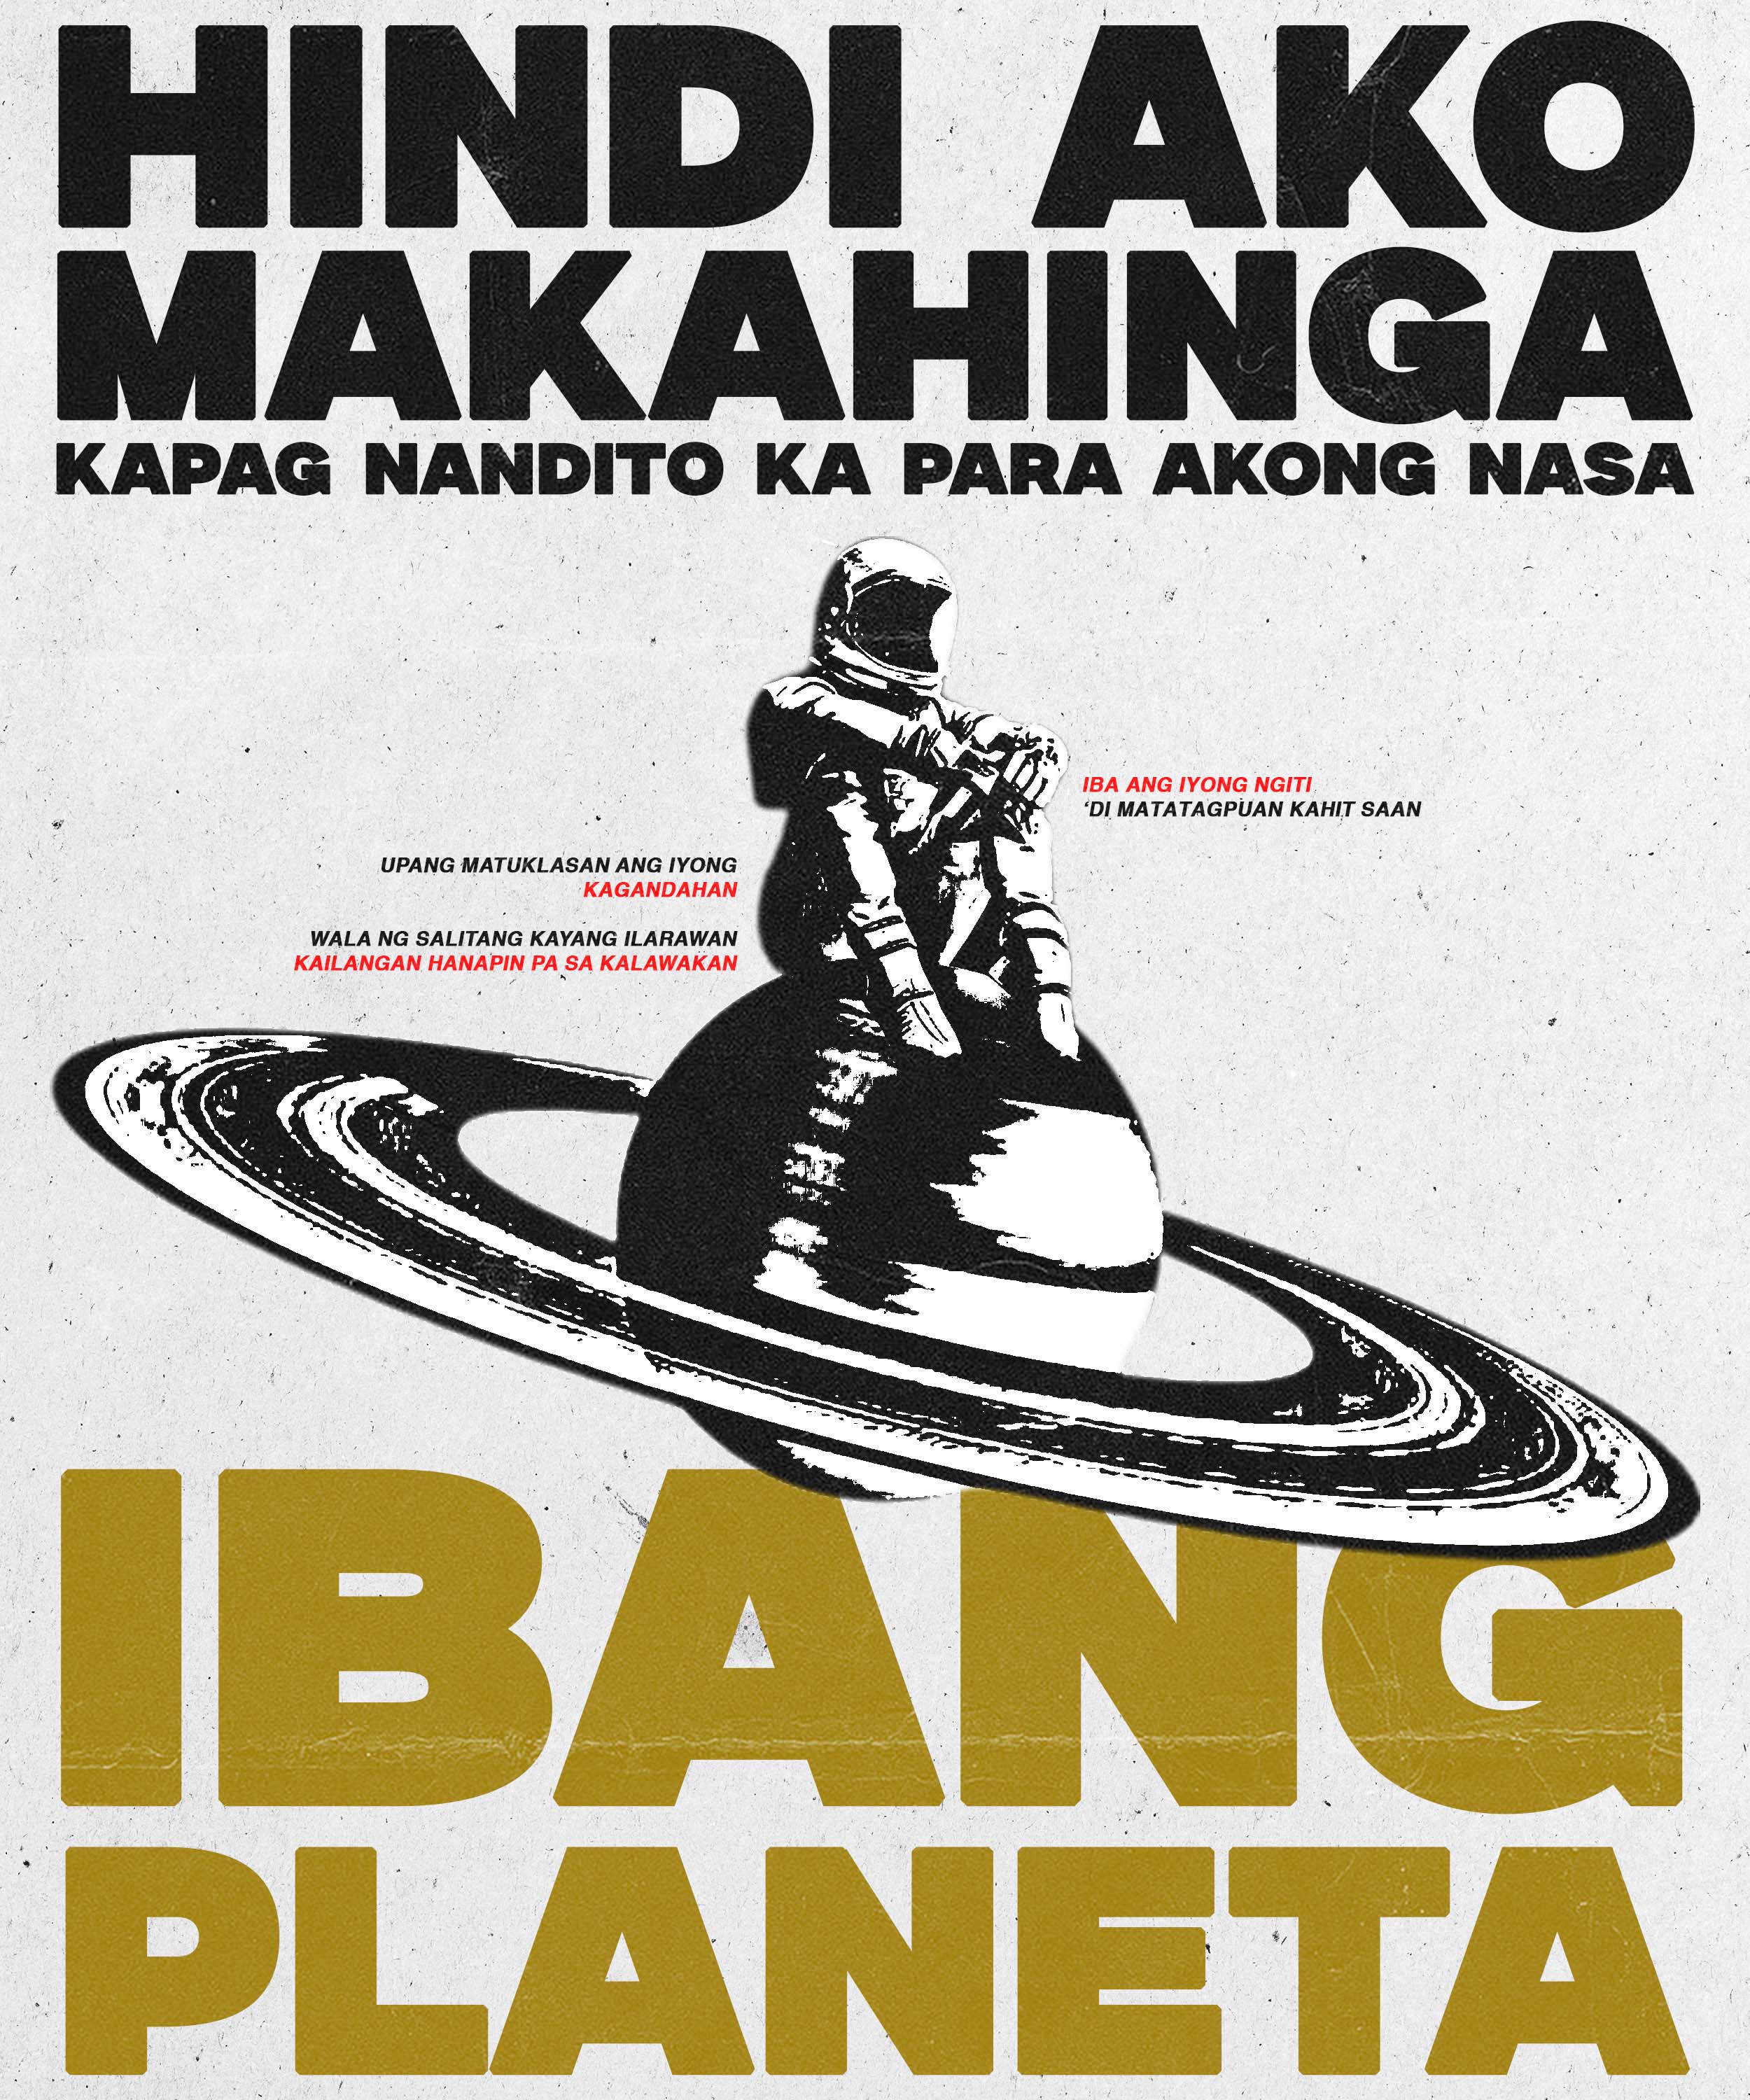 HINDI AKO
MAKAHINGA
KAPAG NANDITO KA PARA AKONG NASA
IBA ANG IYONG NGITI
‘DI MATATAGPUAN KAHIT SAAN
UPANG MATUKLASAN ANG IYONG
KAGANDAHAN
WALA NG SALITANG KAYANG ILARAWAN
KAILANGAN HANAPIN PA SA KALAWAKAN
IBANG
PLANETA